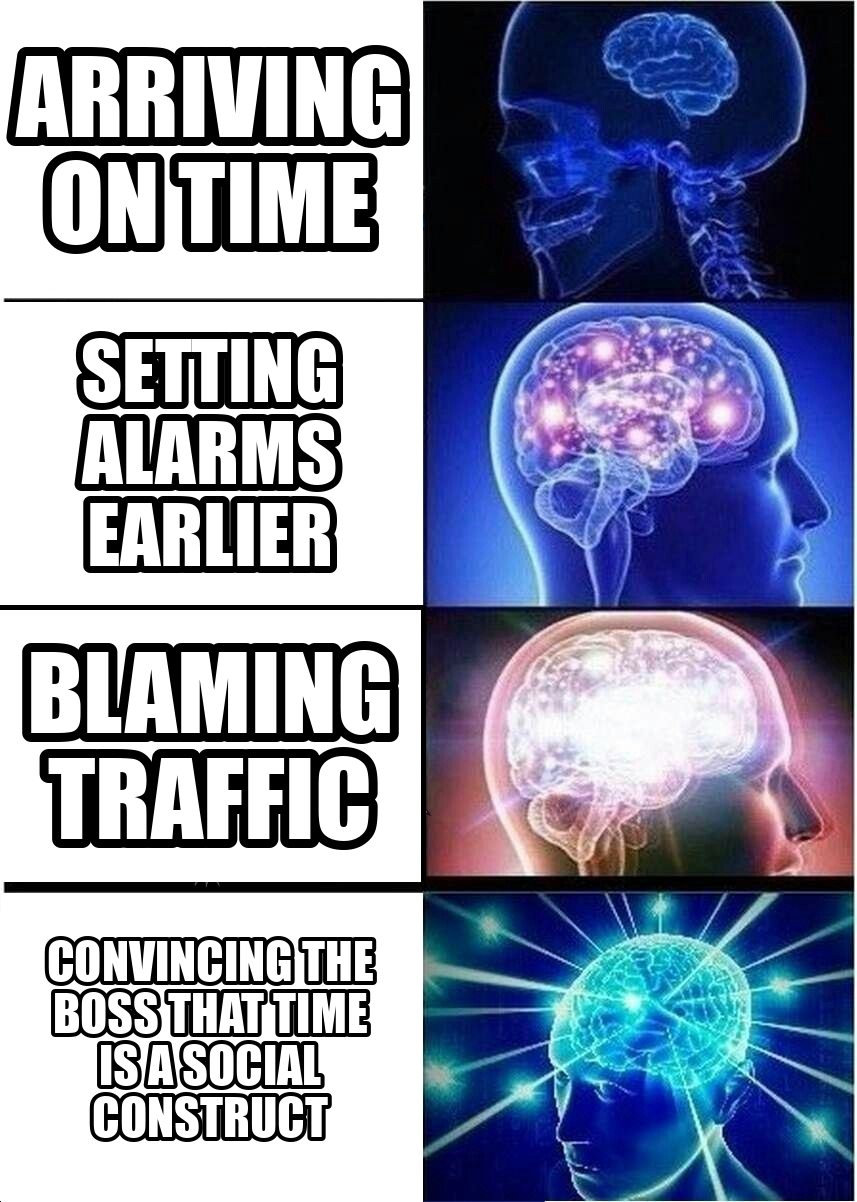 ARRIVING
ON TIME
SETTING
ALARMS
EARLIER
BLAMING
TRAFFIC
CONVINCING THE
BOSS THAT TIME
IS A SOCIAL
CONSTRUCT